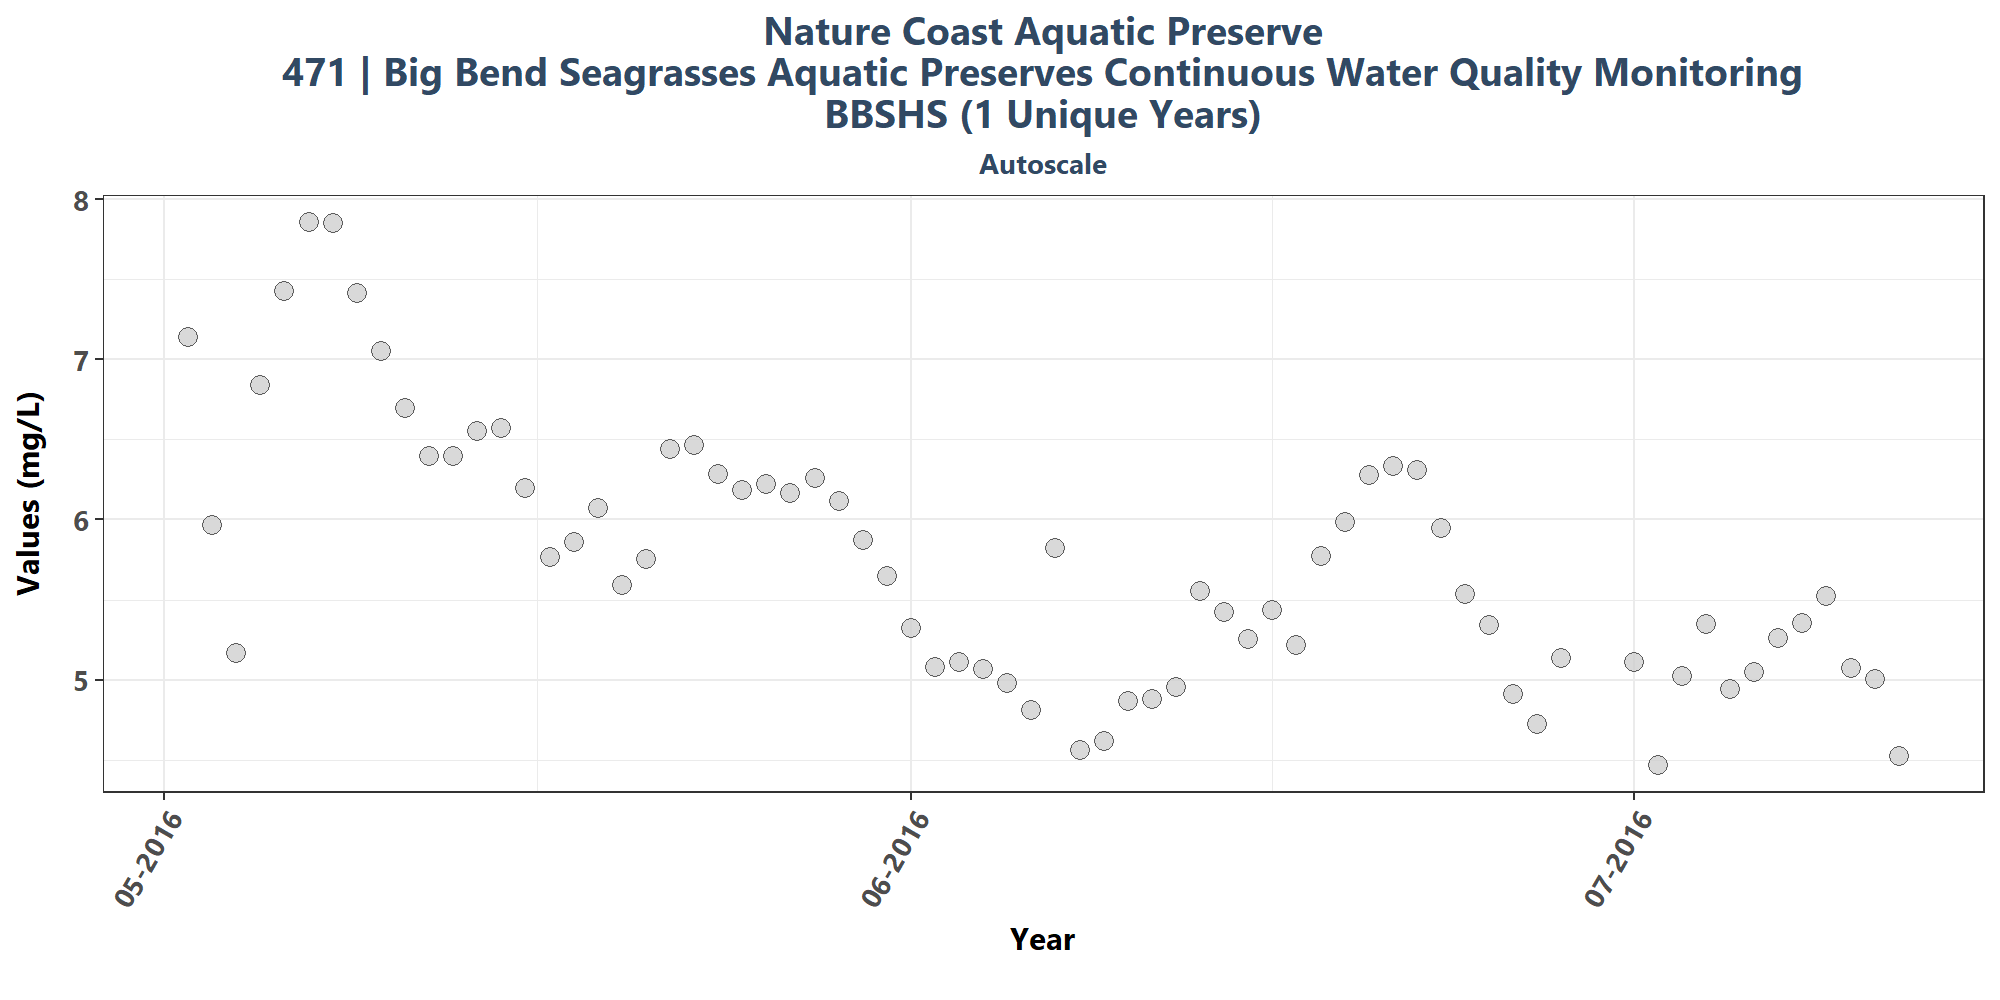 Nature Coast Aquatic Preserve
471 | Big Bend Seagrasses Aquatic Preserves Continuous Water Quality Monitoring
BBSHS (1 Unique Years)
Autoscale
Values (mg/L)
8
7
6
5
05-2016
06-2016
07-2016
Year